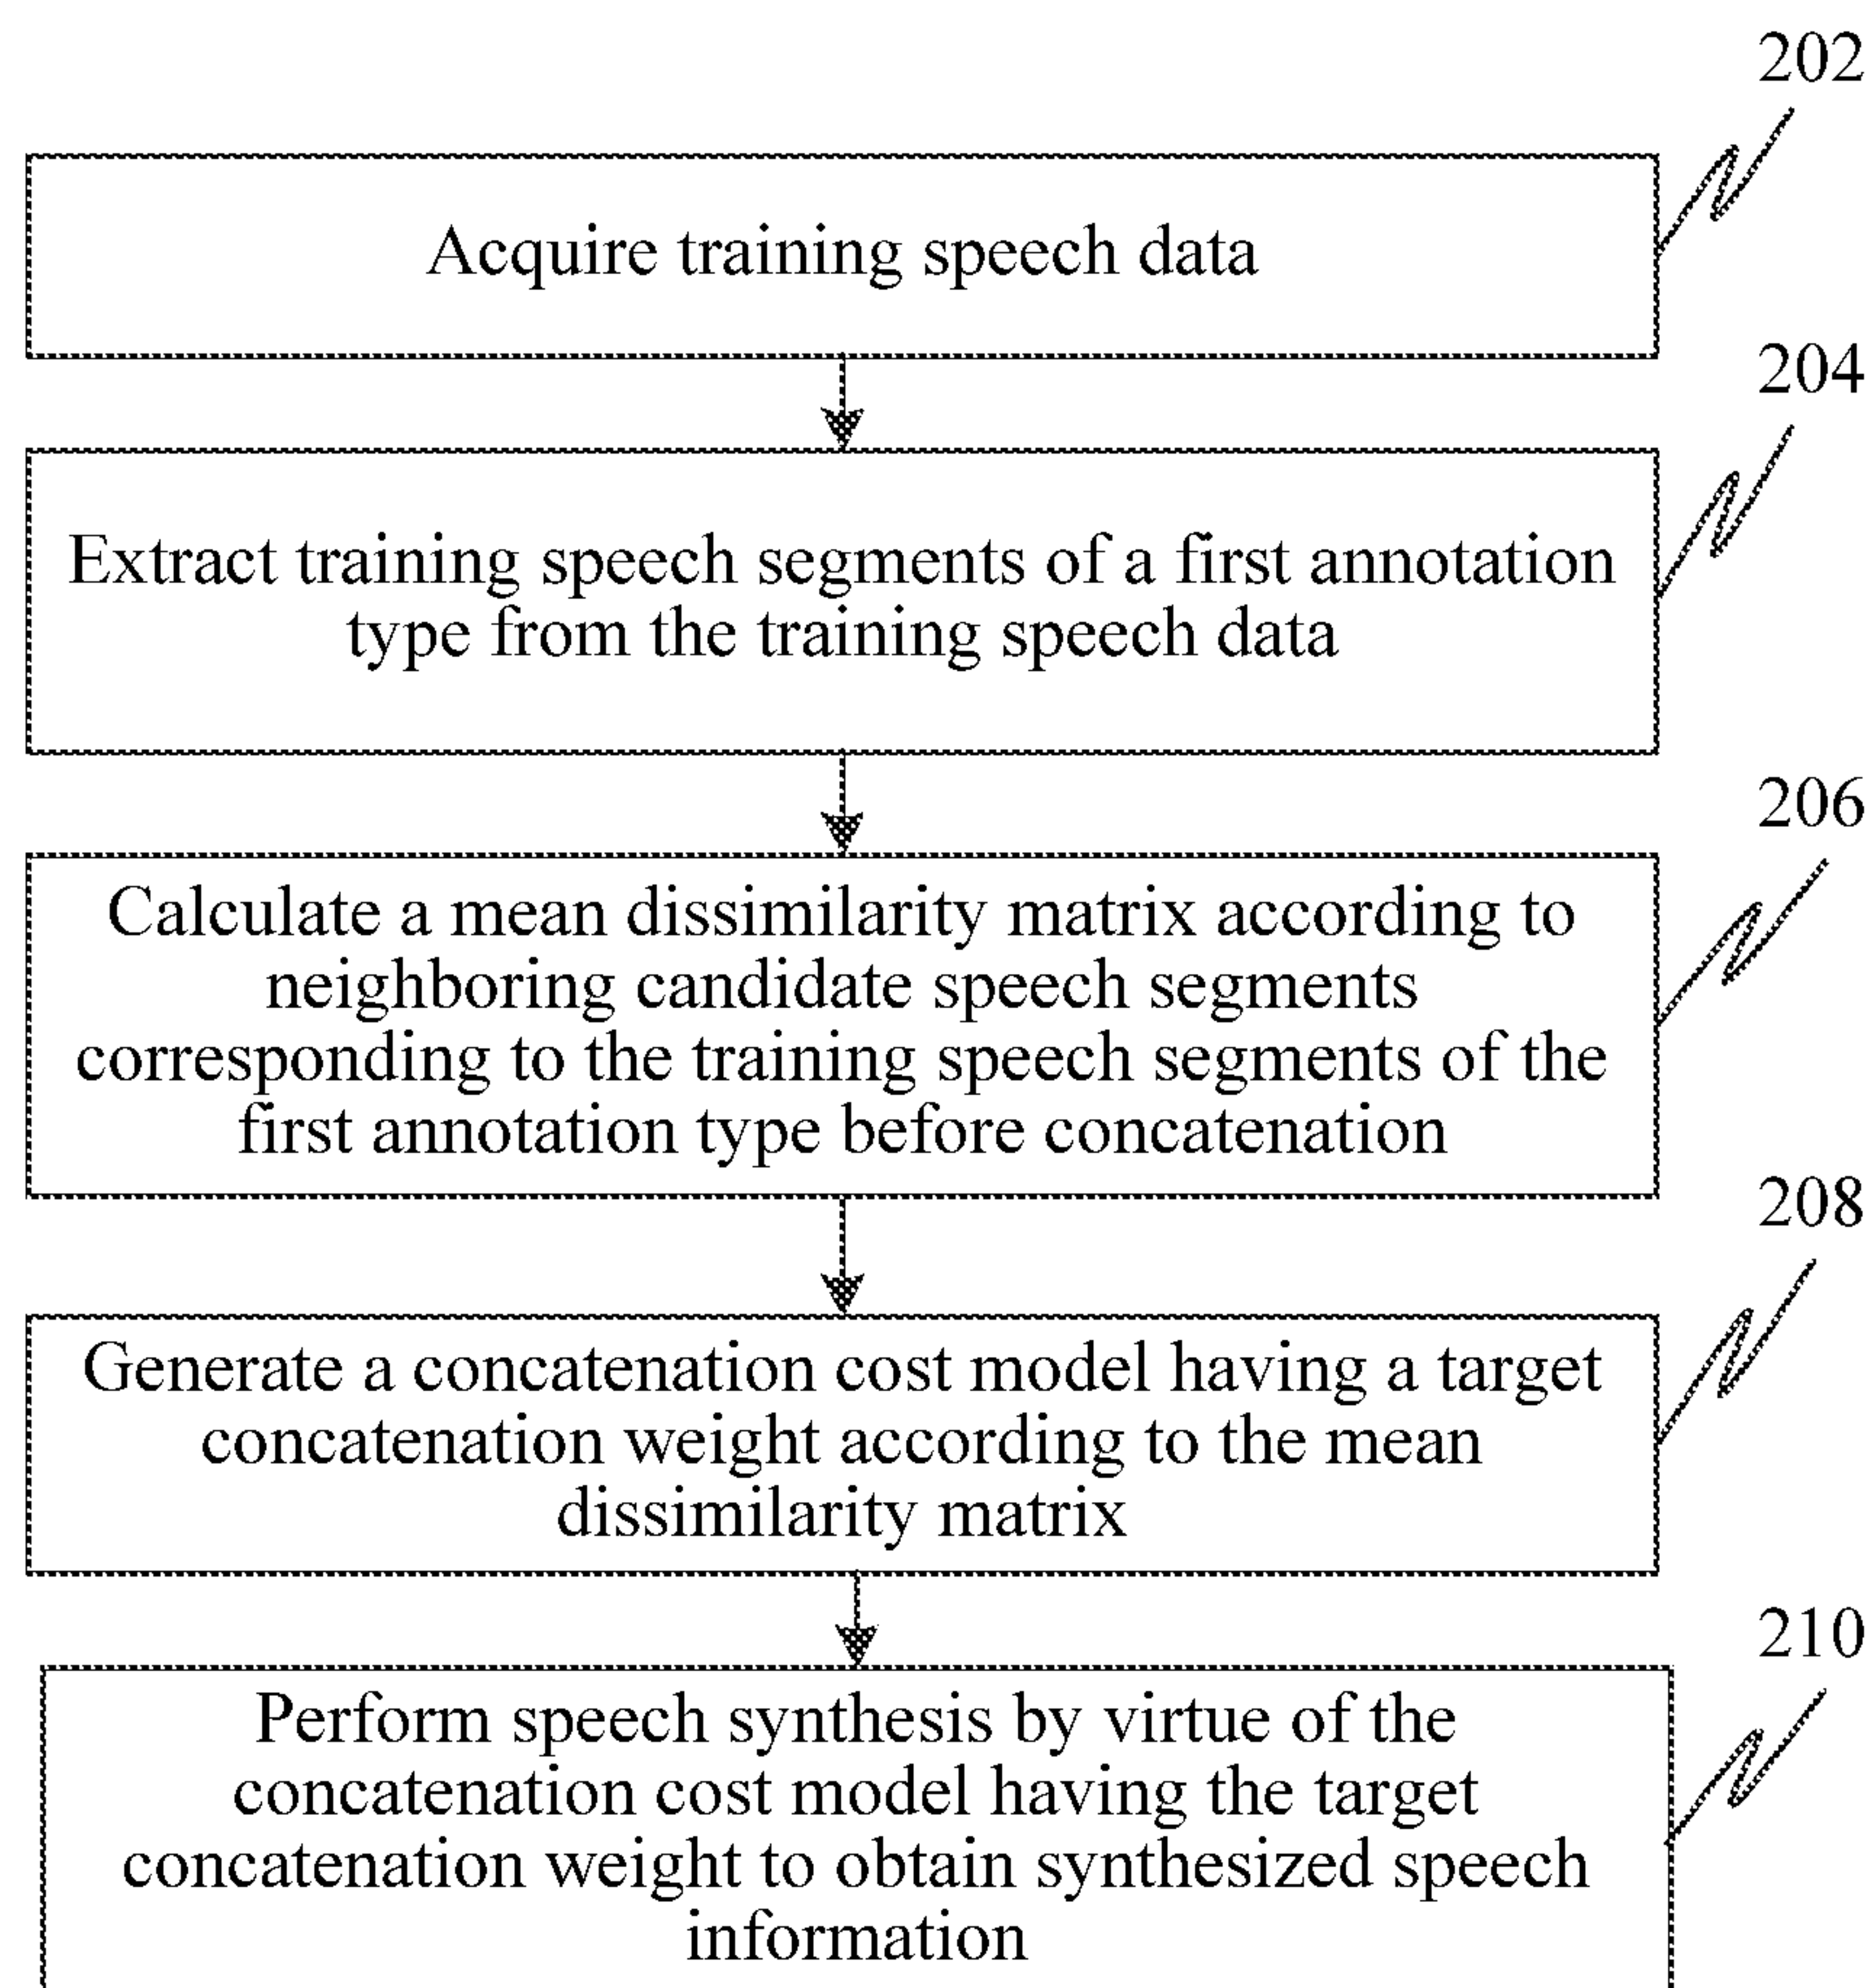 202
Acquire training speech data
204
Extract training speech segments of a first annotation
type from the training speech data
206
Calculate a mean dissimilarity matrix according to
neighboring candidate speech segments
corresponding to the training speech segments of the
first annotation type before concatenation
208
Generate a concatenation cost model having a target
concatenation weight according to the mean
dissimilarity matrix
210
Perform speech synthesis by virtue of the
concatenation cost model having the target
concatenation weight to obtain synthesized speech
information